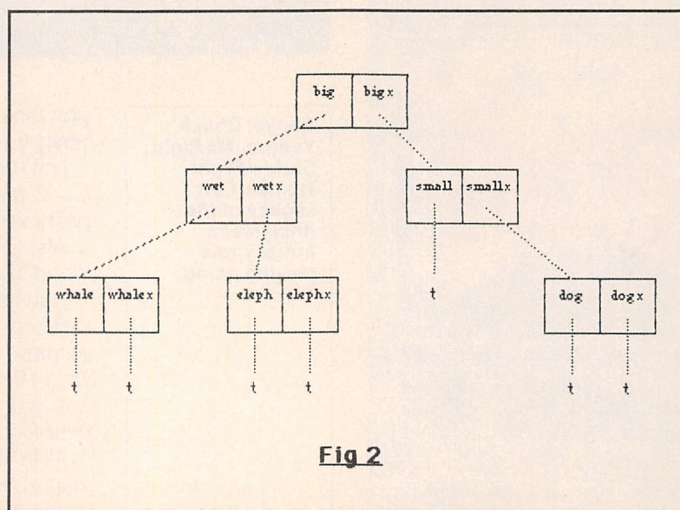 big bigx
wet wetx small smallx
t
whale whalex eleph elephx dog dogx
t t t t t t
Fig 2